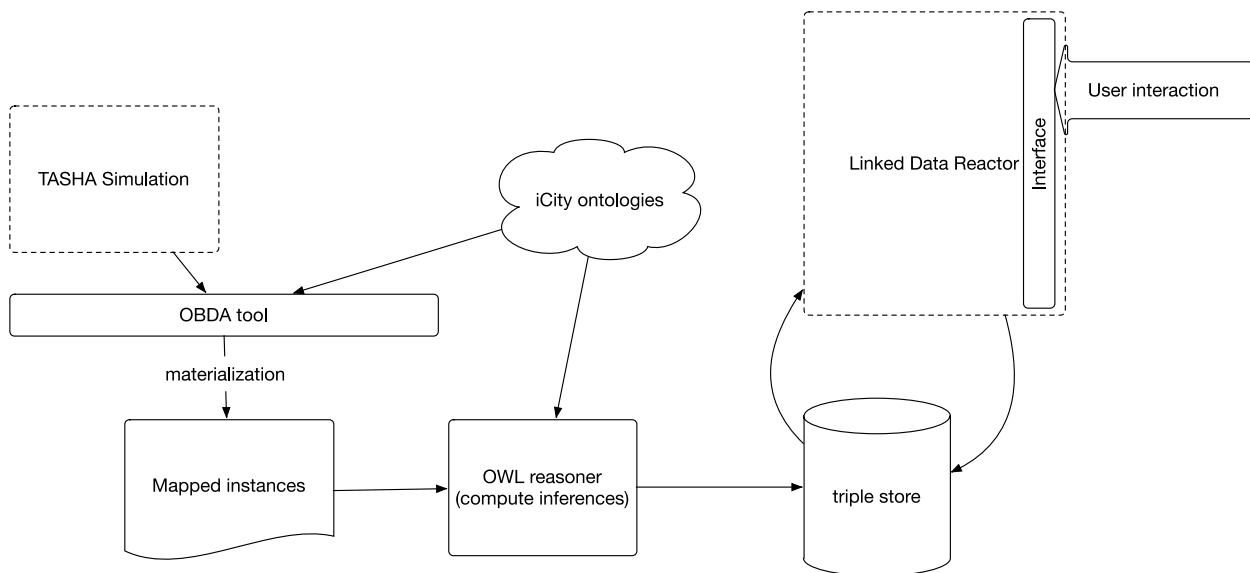 User interaction
Linked Data Reactor
Interface
TASHA Simulation
iCity ontologies
OBDA tool
materialization
Mapped instances
OWL reasoner
(compute inferences)
triple store